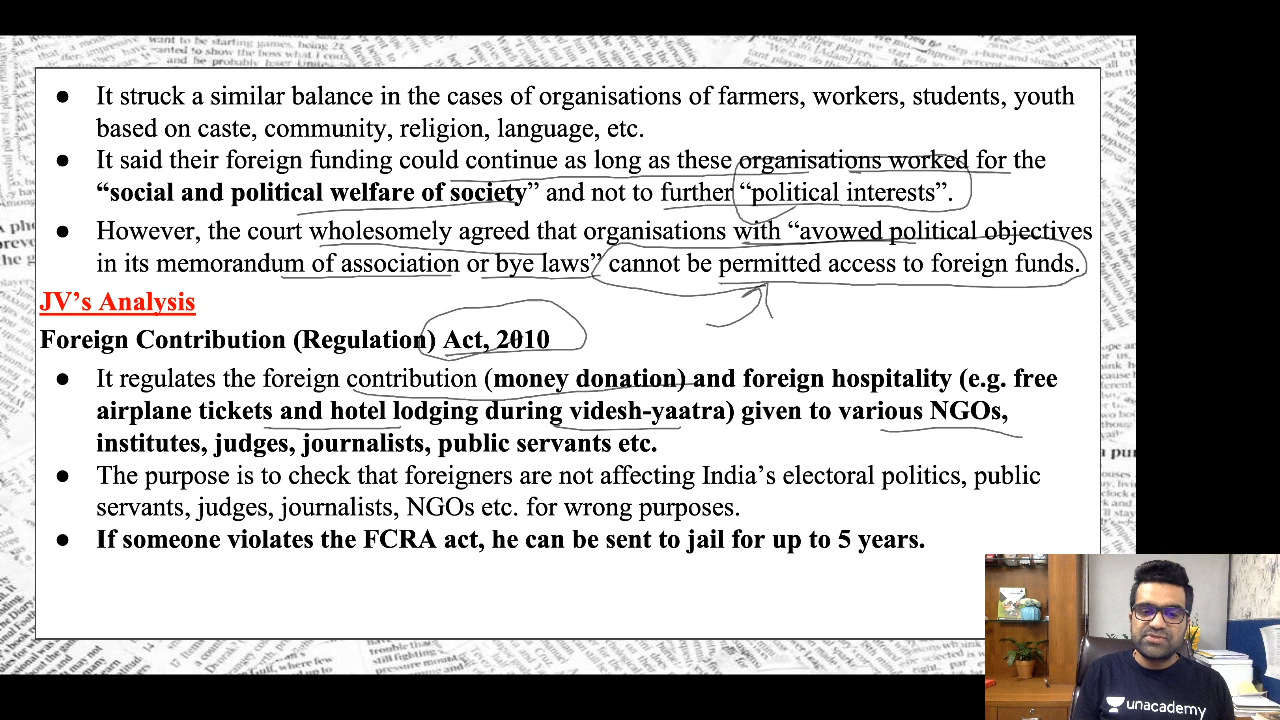 ● It struck a similar balance in the cases of organisations of farmers, workers, students, youth
based on caste, community, religion, language, etc.
● It said their foreign funding could continue as long as these organisations worked for the
“social and political welfare of society” and not to further “political interests”.
● However, the court wholesomely agreed that organisations with “avowed political objectives
in its memorandum of association or bye laws” cannot be permitted access to foreign funds.
JV’s Analysis
Foreign Contribution (Regulation) Act, 2010
● It regulates the foreign contribution (money donation) and foreign hospitality (e.g. free
airplane tickets and hotel lodging during videsh-yaatra) given to various NGOs,
institutes, judges, journalists, public servants etc.
● The purpose is to check that foreigners are not affecting India’s electoral politics, public
servants, judges, journalists, NGOs etc. for wrong purposes.
● If someone violates the FCRA act, he can be sent to jail for up to 5 years.
unacademy